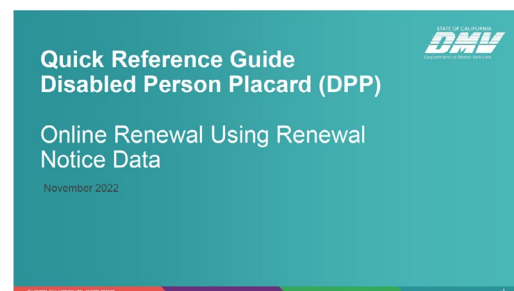 STATE OF CALIFORNIA
DMV
Department of Motor Vehicles
Quick Reference Guide
Disabled Person Placard (DPP)
Online Renewal Using Renewal
Notice Data
November 2022